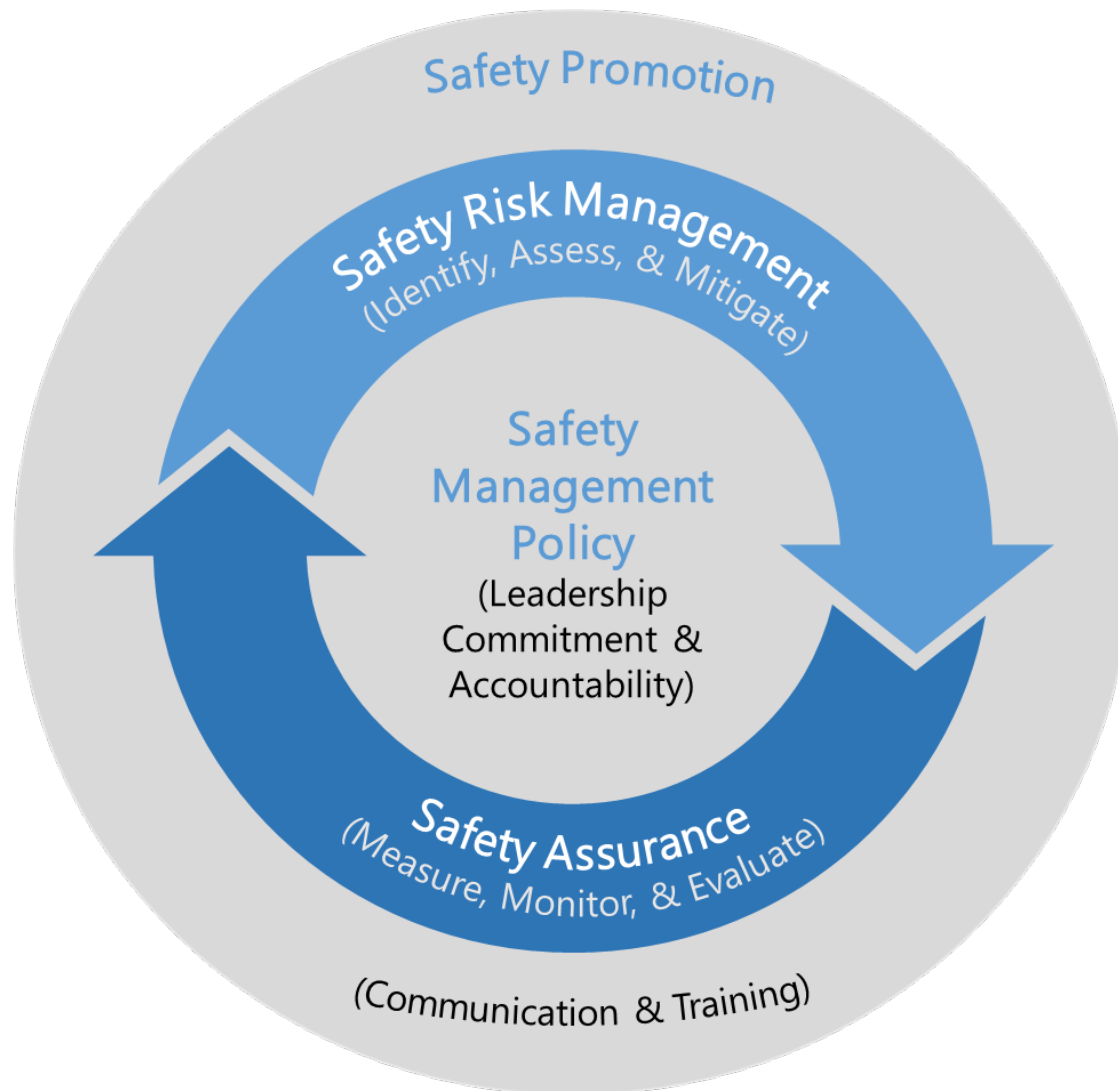 Safety Promotion
Safety Risk Management
(Identify, Assess, & Mitigate)
Safety
Management
Policy
(Leadership
Commitment &
Accountability)
Safety Assurance
(Measure, Monitor, & Evaluate)
(Communication & Training)